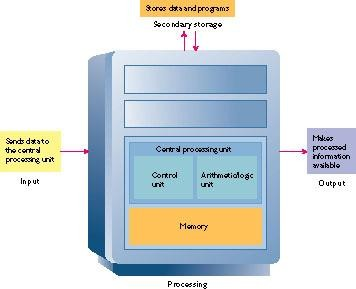 Stores data and programs
Secondary storage
Sends data to
the central
processing unit
Input
Central processing unit
Control
unit
Arithmetic/logic
unit
Memory
Makes
processed
information
available
Output
Processing